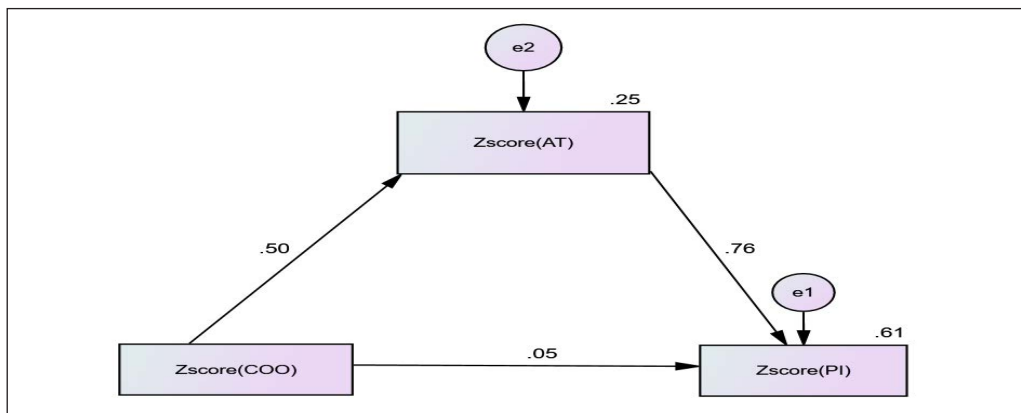 e2
.25
Zscore(AT)
.50
.76
e1
.61
Zscore(COO)
.05
Zscore(PI)